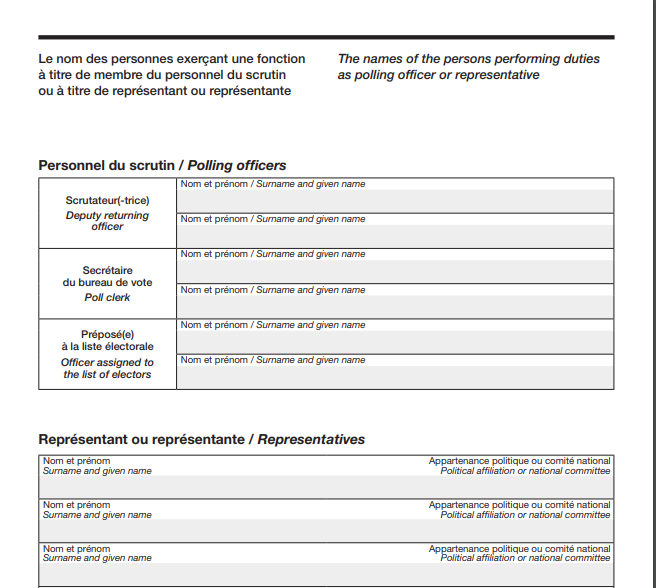 Le nom des personnes exerçant une fonction
à titre de membre du personnel du scrutin
ou à titre de représentant ou représentante
The names of the persons performing duties
as polling officer or representative
Personnel du scrutin / Polling officers
Scrutateur(-trice)
Deputy returning
officer
Nom et prénom / Surname and given name
Nom et prénom / Surname and given name
Secrétaire
du bureau de vote
Poll clerk
Nom et prénom / Surname and given name
Nom et prénom / Surname and given name
Préposé(e)
à la liste électorale
Officer assigned to
the list of electors
Nom et prénom / Surname and given name
Nom et prénom / Surname and given name
Représentant ou représentante / Representatives
Nom et prénom
Surname and given name
Appartenance politique ou comité national
Political affiliation or national committee
Nom et prénom
Surname and given name
Appartenance politique ou comité national
Political affiliation or national committee
Nom et prénom
Surname and given name
Appartenance politique ou comité national
Political affiliation or national committee